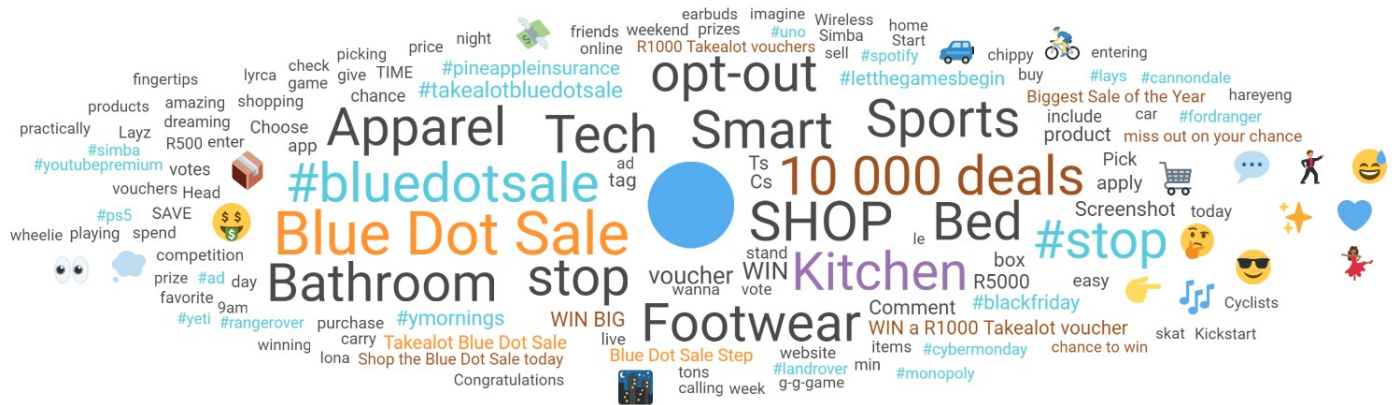 earbuds imagine Wireless
friends weekend prizes #uno Simba home
night online R1000 Takealot vouchers sell #spotify Start chippy entering
picking price
fingertips lyrca check give TIME #pineappleinsurance opt-out #letthegamesbegin buy #lays #cannondale
game chance #takealotbluedotsale Biggest Sale of the Year hareyeng
products amazing shopping Apparel Tech Smart Sports include car #fordranger
practically Layz dreaming Choose product miss out on your chance
#simba R500 enter app
#youtubepremium votes #bluedotsale ad tag Ts Cs 10 000 deals Pick apply
vouchers Head
#ps5 SAVE Blue Dot Sale SHOP le Bed #stop Screenshot today
wheelie playing spend
competition Bathroom stop voucher stand WIN Kitchen box
prize #ad day wanna vote R5000 easy
favorite 9am Footwear Comment #blackfriday Cyclists
#yeti #rangerover purchase #ymornings WIN BIG WIN a R1000 Takealot voucher skat Kickstart
winning carry Takealot Blue Dot Sale live items #cybermonday chance to win
lona Shop the Blue Dot Sale today Blue Dot Sale Step website
Congratulations tons #landrover min #monopoly
calling week g-g-game